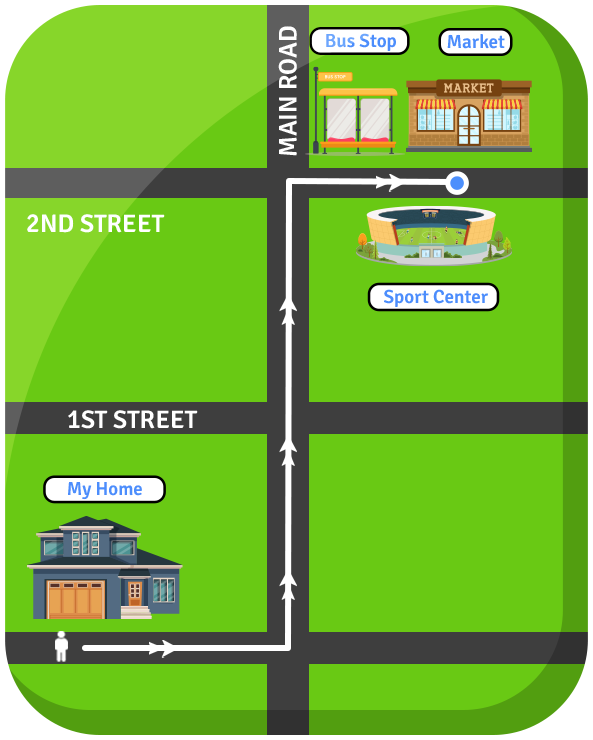 MAIN ROAD
Bus Stop
Market
BUS STOP
MARKET
2ND STREET
Sport Center
1ST STREET
My Home